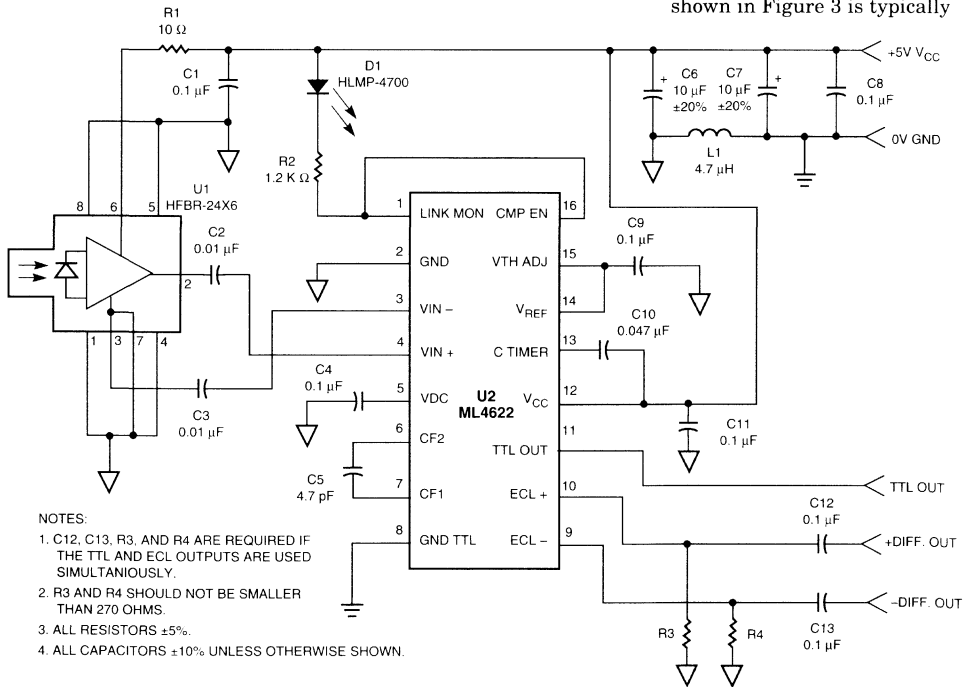 shown in Figure 3 is typically
R1
10 Ω
C1
0.1 µF
D1
HLMP-4700
+
C6
10 µF
±20%
C7
10 µF
±20%
+
C8
0.1 µF
+5V VCC
0V GND
L1
4.7 µH
R2
1.2 K Ω
U1
HFBR-24X6
8
6
5
2
1
3
7
4
C2
0.01 µF
C3
0.01 µF
1
LINK MON
CMP EN
16
2
GND
VTH ADJ
15
3
VIN –
VREF
14
4
VIN +
C TIMER
13
5
VDC
VCC
12
6
CF2
TTL OUT
11
7
CF1
ECL +
10
8
GND TTL
ECL –
9
U2
ML4622
C9
0.1 µF
C10
0.047 µF
C4
0.1 µF
C11
0.1 µF
C5
4.7 pF
TTL OUT
C12
0.1 µF
+DIFF. OUT
–DIFF. OUT
C13
0.1 µF
R3
R4
NOTES:
1. C12, C13, R3, AND R4 ARE REQUIRED IF
THE TTL AND ECL OUTPUTS ARE USED
SIMULTANIOUSLY.
2. R3 AND R4 SHOULD NOT BE SMALLER
THAN 270 OHMS.
3. ALL RESISTORS ±5%.
4. ALL CAPACITORS ±10% UNLESS OTHERWISE SHOWN.